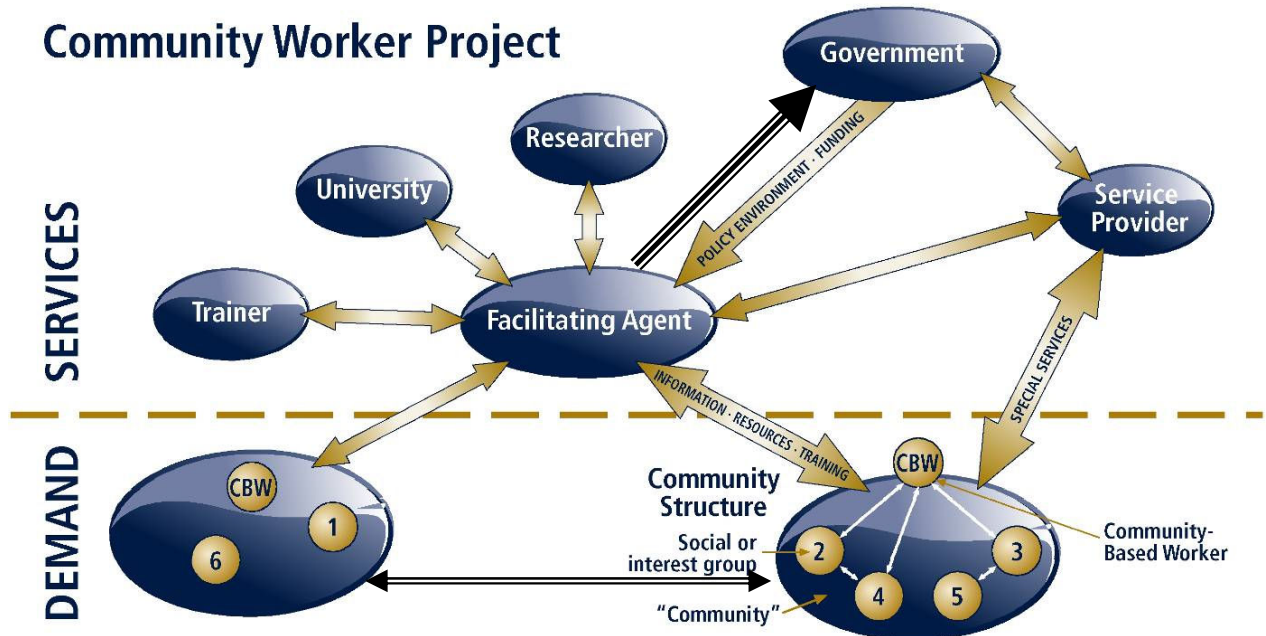 Community Worker Project
Government
Researcher
University
POLICY ENVIRONMENT · FUNDING
Service
Provider
SERVICES
Trainer
Facilitating Agent
INFORMATION · RESOURCES · TRAINING
SPECIAL SERVICES
DEMAND
CBW
1
6
Community
Structure
CBW
Social or
interest group
2
3
4
5
"Community"
Community-
Based Worker